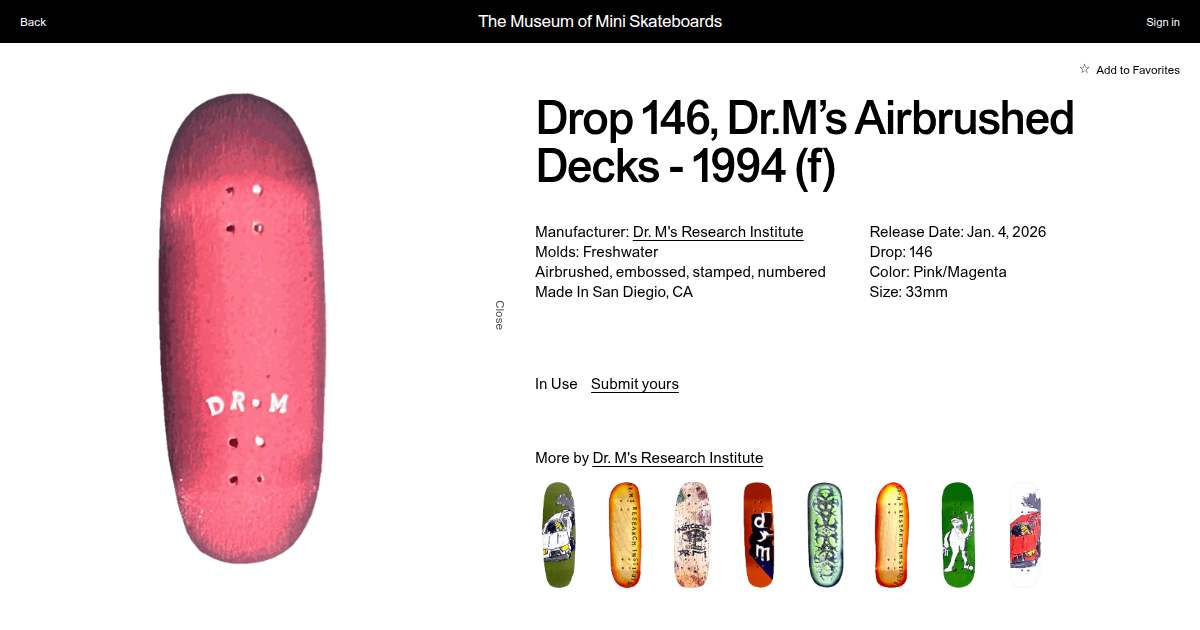 Back
The Museum of Mini Skateboards
Sign in
☆ Add to Favorites
Drop 146, Dr.M’s Airbrushed
Decks - 1994 (f)
Manufacturer: Dr. M's Research Institute
Molds: Freshwater
Airbrushed, embossed, stamped, numbered
Made In San Diegio, CA
Release Date: Jan. 4, 2026
Drop: 146
Color: Pink/Magenta
Size: 33mm
Close
DR•M
In Use Submit yours
More by Dr. M's Research Institute